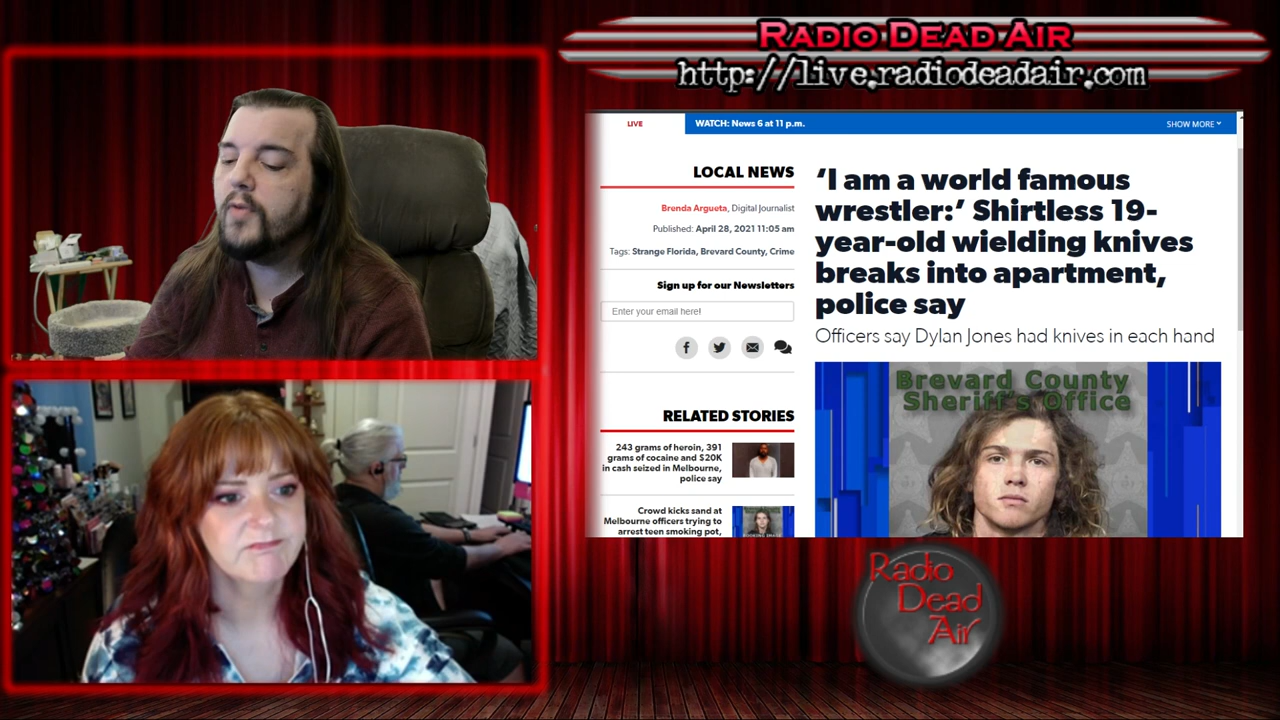 RADIO DEAD AIR
http://live.radiodeadair.com
LIVE
WATCH: News 6 at 11 p.m.
SHOW MORE
LOCAL NEWS
Brenda Argueta, Digital Journalist
Published: April 28, 2021 11:05 am
Tags: Strange Florida, Brevard County, Crime
Sign up for our Newsletters
Enter your email here!
RELATED STORIES
243 grams of heroin, 391
grams of cocaine and $20K
in cash seized in Melbourne,
police say
Crowd kicks sand at
Melbourne officers trying to
arrest teen smoking pot,
‘I am a world famous
wrestler:’ Shirtless 19-
year-old wielding knives
breaks into apartment,
police say
Officers say Dylan Jones had knives in each hand
Brevard County
Sheriff's Office
Radio
Dead
Air